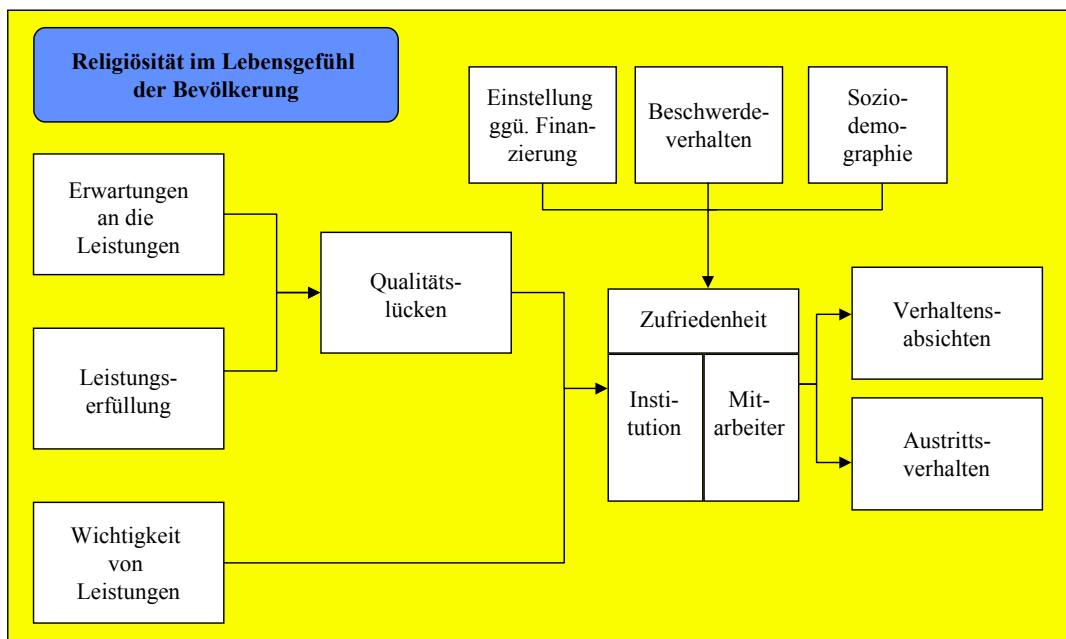 Religiösität im Lebensgefühl
der Bevölkerung
Einstellung
ggü. Finan-
zierung
Beschwerde-
verhalten
Sozio-
demo-
graphie
Erwartungen
an die
Leistungen
Qualitäts-
lücken
Leistungs-
erfüllung
Wichtigkeit
von
Leistungen
Zufriedenheit
Insti-
tution
Mit-
arbeiter
Verhaltens-
absichten
Austritts-
verhalten